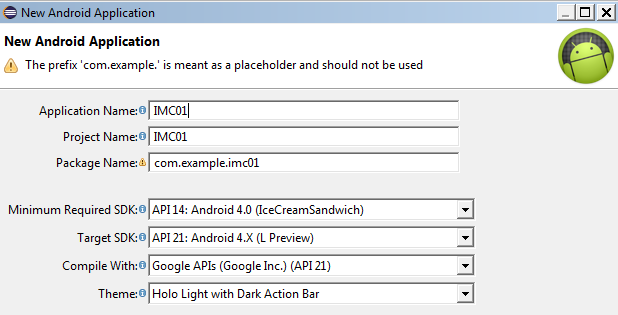 New Android Application
New Android Application
The prefix 'com.example.' is meant as a placeholder and should not be used
Application Name: IMC01
Project Name: IMC01
Package Name: com.example.imc01
Minimum Required SDK: API 14: Android 4.0 (IceCreamSandwich)
Target SDK: API 21: Android 4.X (L Preview)
Compile With: Google APIs (Google Inc.) (API 21)
Theme: Holo Light with Dark Action Bar